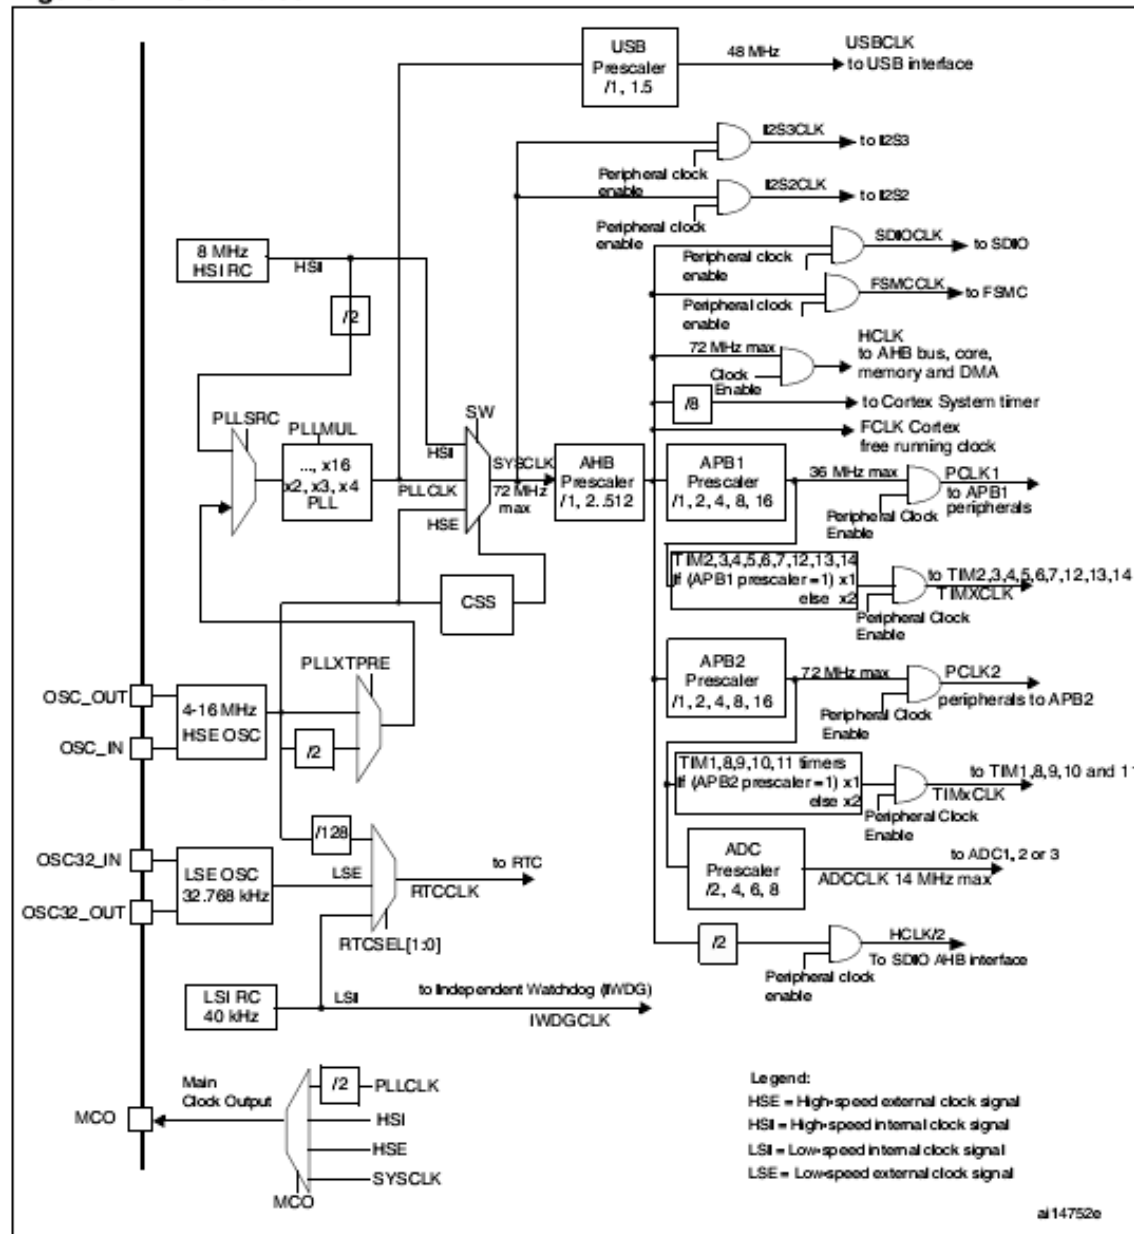 USB
Prescaler
/1, 1.5
48 MHz
USBCLK
to USB interface
I2S3CLK
to I2S3
Peripheral clock
enable
I2S2CLK
to I2S2
Peripheral clock
enable
SDIOCLK
to SDIO
Peripheral clock
enable
FSMCCLK
to FSMC
Peripheral clock
enable
8 MHz
HSI RC
HSI
/2
72 MHz max
Clock
Enable
HCLK
to AHB bus, core,
memory and DMA
/8
to Cortex System timer
FCLK Cortex
free running clock
PLLSRC
PLLMUL
..., x16
x2, x3, x4
PLL
SW
HSI
PLLCLK
HSE
SYSCLK
72 MHz
max
AHB
Prescaler
/1, 2..512
APB1
Prescaler
/1, 2, 4, 8, 16
36 MHz max
PCLK1
to APB1
peripherals
Peripheral Clock
Enable
TIM2,3,4,5,6,7,12,13,14
If (APB1 prescaler =1) x1
else x2
to TIM2,3,4,5,6,7,12,13,14
TIMXCLK
Peripheral Clock
Enable
CSS
PLLXTPRE
OSC_OUT
OSC_IN
4-16 MHz
HSE OSC
/2
APB2
Prescaler
/1, 2, 4, 8, 16
72 MHz max
PCLK2
peripherals to APB2
Peripheral Clock
Enable
TIM1,8,9,10, 11 timers
If (APB2 prescaler =1) x1
else x2
to TIM1,8,9,10 and 11
TIMxCLK
Peripheral Clock
Enable
/128
OSC32_IN
OSC32_OUT
LSE OSC
32.768 kHz
LSE
to RTC
RTCCLK
RTCSEL[1:0]
ADC
Prescaler
/2, 4, 6, 8
to ADC1, 2 or 3
ADCCLK 14 MHz max
/2
HCLK/2
To SDIO AHB interface
Peripheral clock
enable
LSI RC
40 kHz
LSI
to Independent Watchdog (IWDG)
IWDGCLK
MCO
Main
Clock Output
/2
PLLCLK
HSI
HSE
SYSCLK
MCO
Legend:
HSE = High-speed external clock signal
HSI = High-speed internal clock signal
LSI = Low-speed internal clock signal
LSE = Low-speed external clock signal
ai14752e